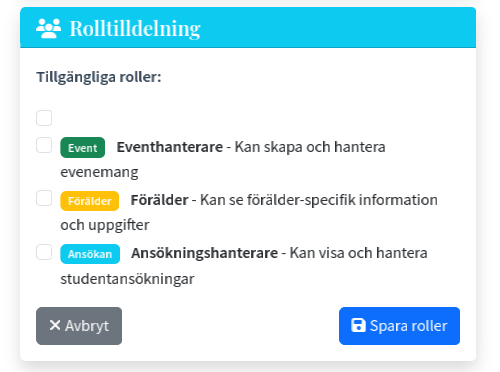 Rolltilldelning
Tillgängliga roller:
Event Eventhanterare - Kan skapa och hantera
evenemang
Förälder Förälder - Kan se förälder-specifik information
och uppgifter
Ansökan Ansökningshanterare - Kan visa och hantera
studentansökningar
Avbryt Spara roller